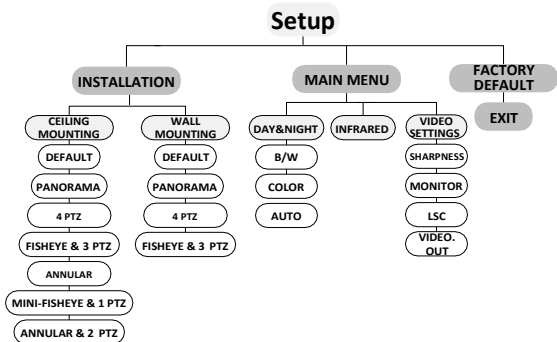 Setup
INSTALLATION
MAIN MENU
FACTORY
DEFAULT
EXIT
CEILING
MOUNTING
DEFAULT
PANORAMA
4 PTZ
FISHEYE & 3 PTZ
ANNULAR
MINI-FISHEYE & 1 PTZ
ANNULAR & 2 PTZ
WALL
MOUNTING
DEFAULT
PANORAMA
4 PTZ
FISHEYE & 3 PTZ
DAY&NIGHT
B/W
COLOR
AUTO
INFRARED
VIDEO
SETTINGS
SHARPNESS
MONITOR
LSC
VIDEO.
OUT